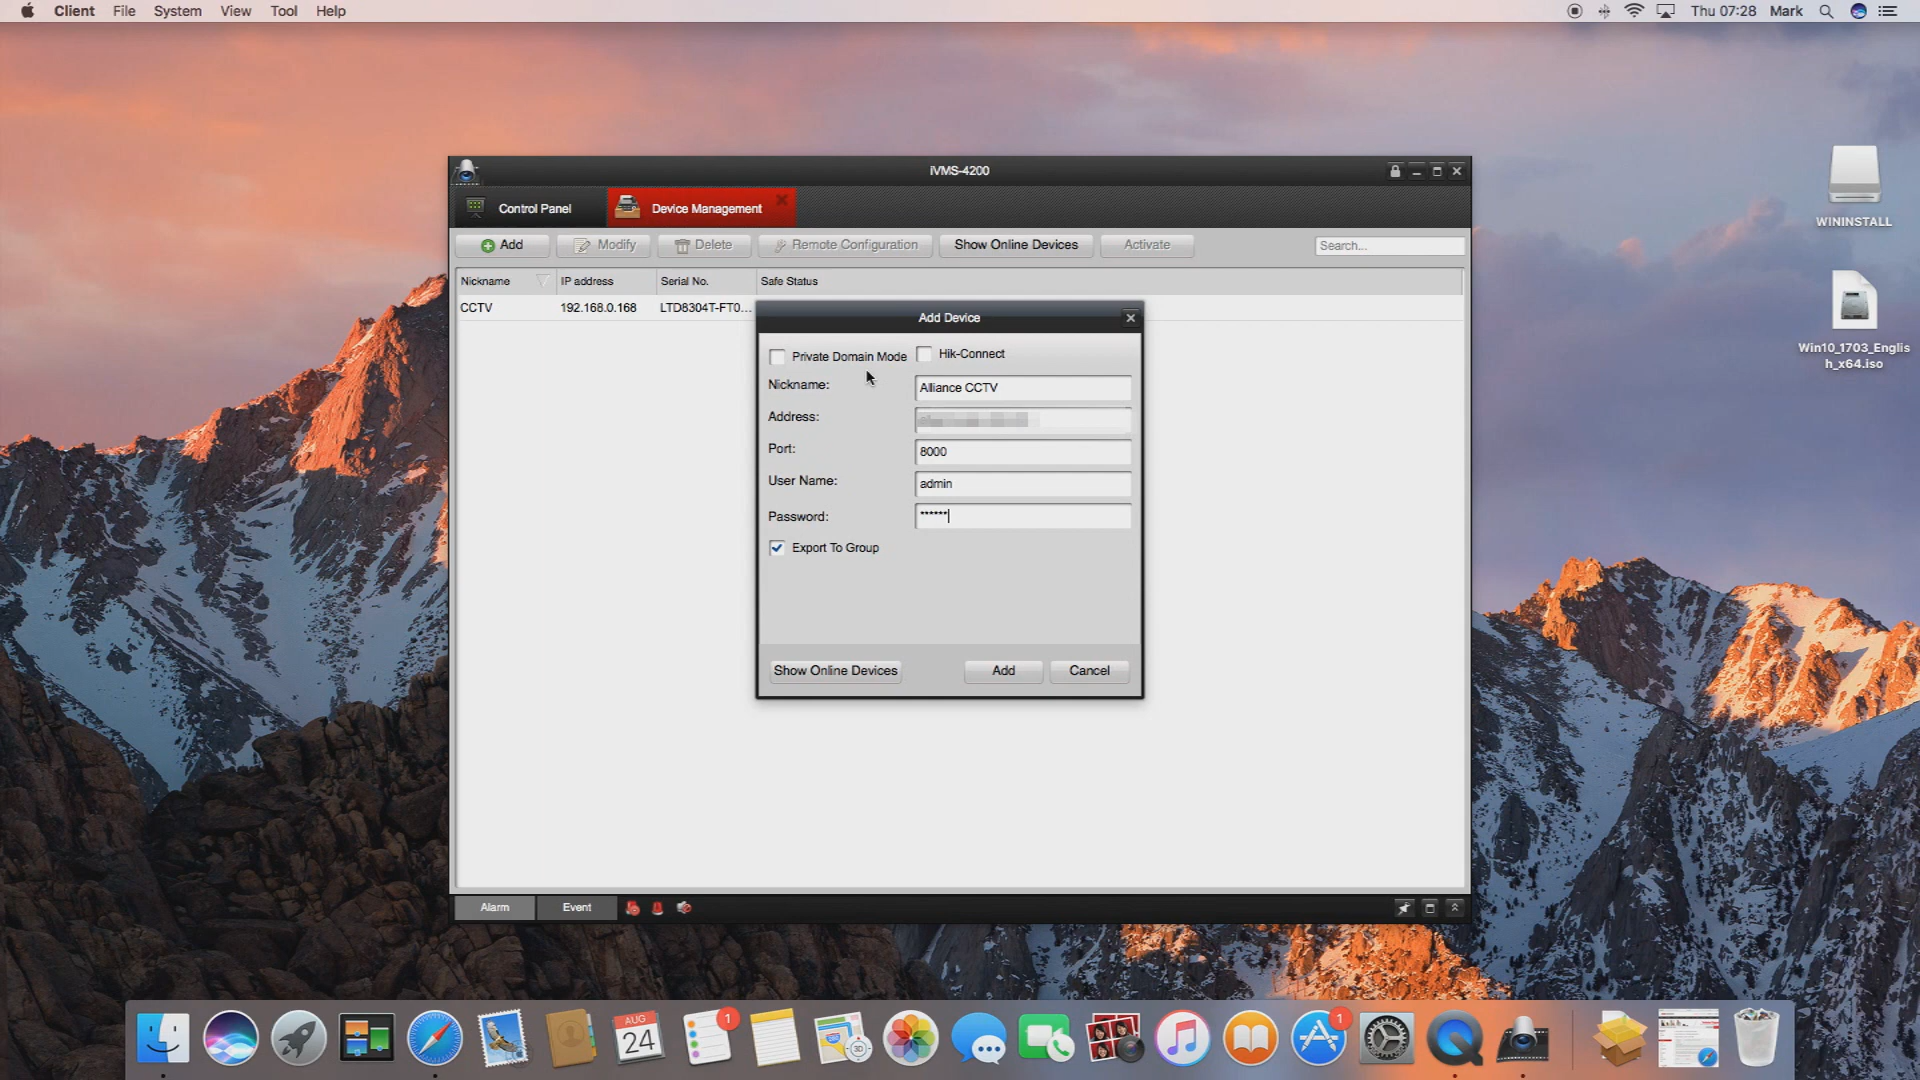 Client File System View Tool Help Thu 07:28 Mark
iVMS-4200
Control Panel Device Management
Add Modify Delete Remote Configuration Show Online Devices Activate Search...
Nickname IP address Serial No. Safe Status
CCTV 192.168.0.168 LTD8304T-FT0...
Add Device
Private Domain Mode Hik-Connect
Nickname: Alliance CCTV
Address:
Port: 8000
User Name: admin
Password: ******
Export To Group
Show Online Devices Add Cancel
Alarm Event
WININSTALL
Win10_1703_Englis
h_x64.iso
AUG
24
1
3D
1